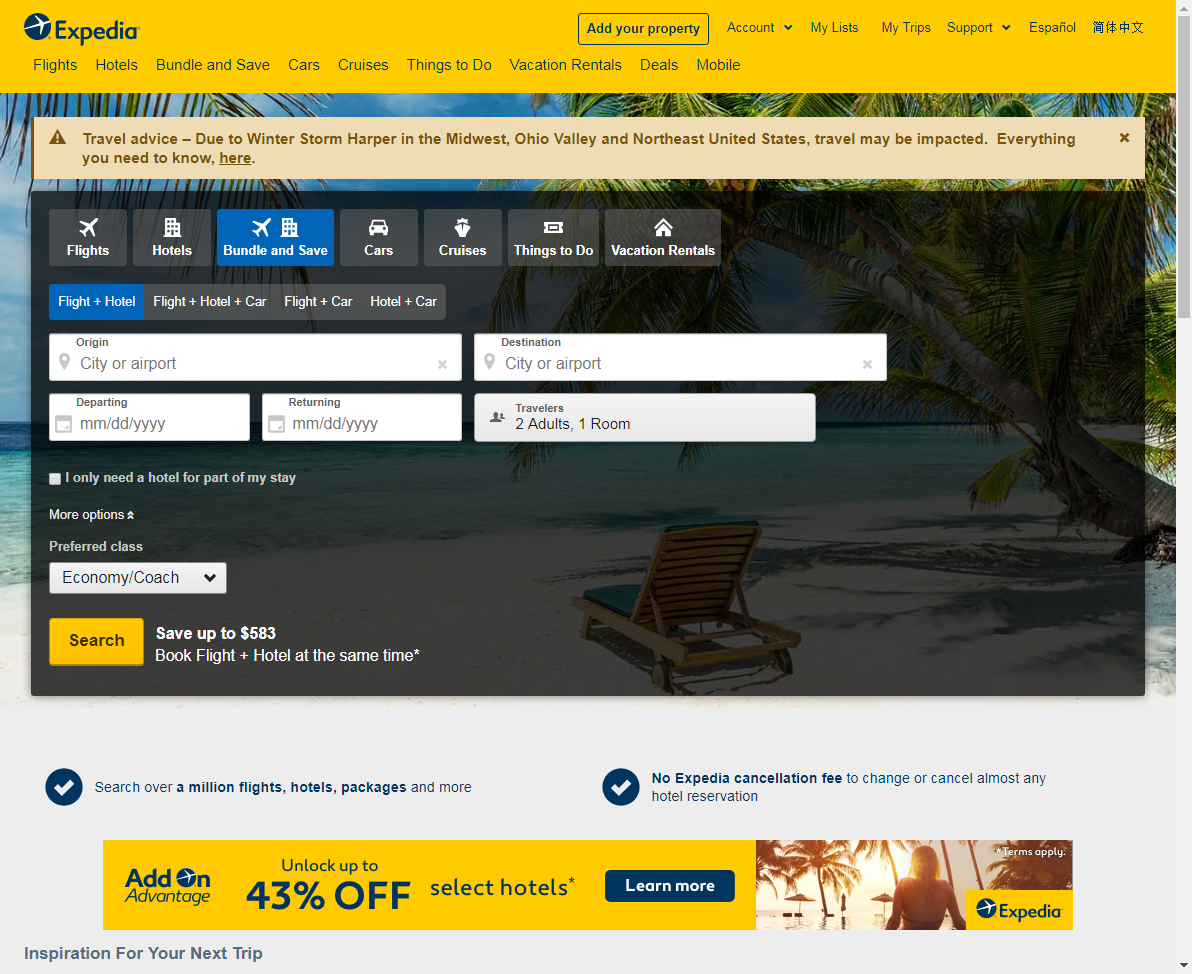 Expedia
Add your property
Account
My Lists
My Trips
Support
Español
简体中文
Flights
Hotels
Bundle and Save
Cars
Cruises
Things to Do
Vacation Rentals
Deals
Mobile
Travel advice – Due to Winter Storm Harper in the Midwest, Ohio Valley and Northeast United States, travel may be impacted. Everything
you need to know, here.
Flights
Hotels
Bundle and Save
Cars
Cruises
Things to Do
Vacation Rentals
Flight + Hotel
Flight + Hotel + Car
Flight + Car
Hotel + Car
Origin
City or airport
Destination
City or airport
Departing
mm/dd/yyyy
Returning
mm/dd/yyyy
Travelers
2 Adults, 1 Room
I only need a hotel for part of my stay
More options
Preferred class
Economy/Coach
Search
Save up to $583
Book Flight + Hotel at the same time*
Search over a million flights, hotels, packages and more
No Expedia cancellation fee to change or cancel almost any
hotel reservation
Add On
Advantage
Unlock up to
43% OFF
select hotels*
Learn more
*Terms apply.
Expedia
Inspiration For Your Next Trip